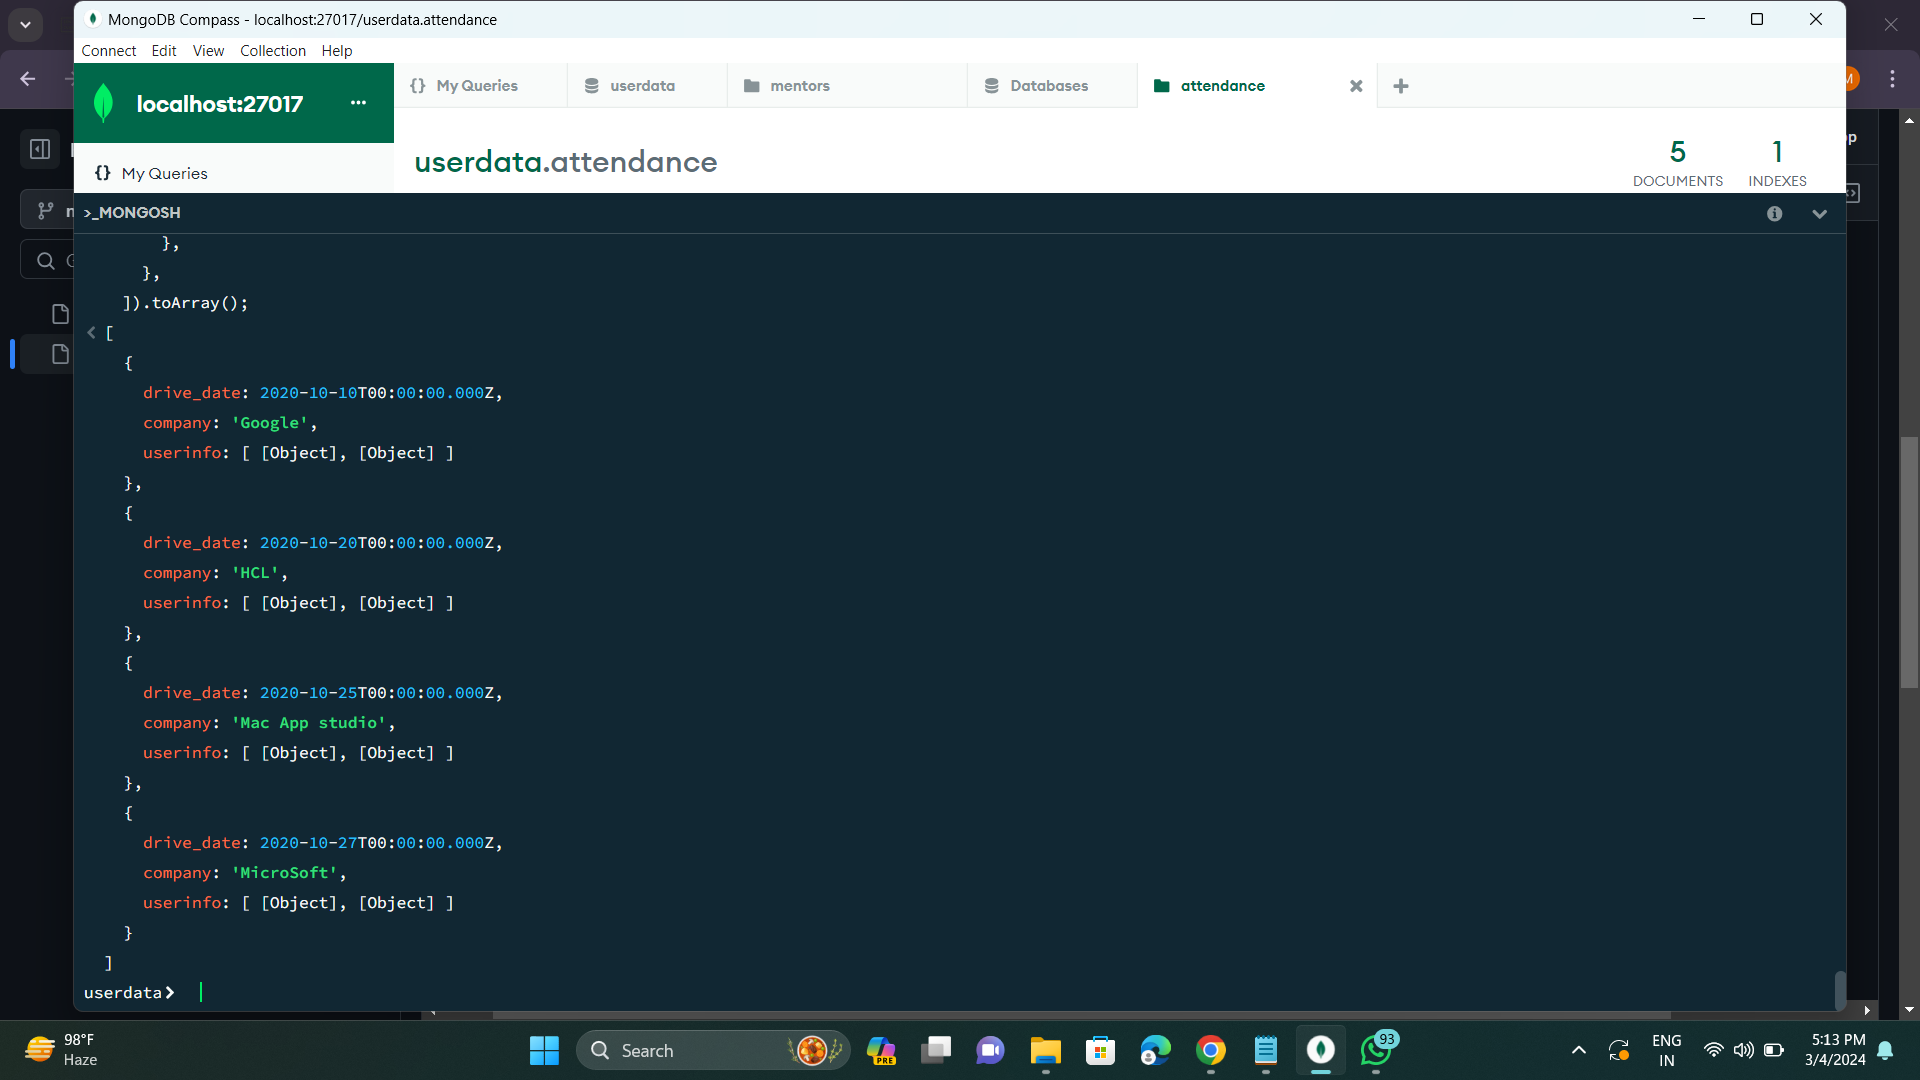 MongoDB Compass - localhost:27017/userdata.attendance
Connect Edit View Collection Help
localhost:27017 ···
{} My Queries
userdata
mentors
Databases
attendance
{} My Queries
userdata.attendance
5
DOCUMENTS
1
INDEXES
>_MONGOSH
},
},
]).toArray();
< [
{
drive_date: 2020-10-10T00:00:00.000Z,
company: 'Google',
userinfo: [ [Object], [Object] ]
},
{
drive_date: 2020-10-20T00:00:00.000Z,
company: 'HCL',
userinfo: [ [Object], [Object] ]
},
{
drive_date: 2020-10-25T00:00:00.000Z,
company: 'Mac App studio',
userinfo: [ [Object], [Object] ]
},
{
drive_date: 2020-10-27T00:00:00.000Z,
company: 'MicroSoft',
userinfo: [ [Object], [Object] ]
}
]
userdata>
98°F
Haze
Search
PRE
93
ENG
IN
5:13 PM
3/4/2024